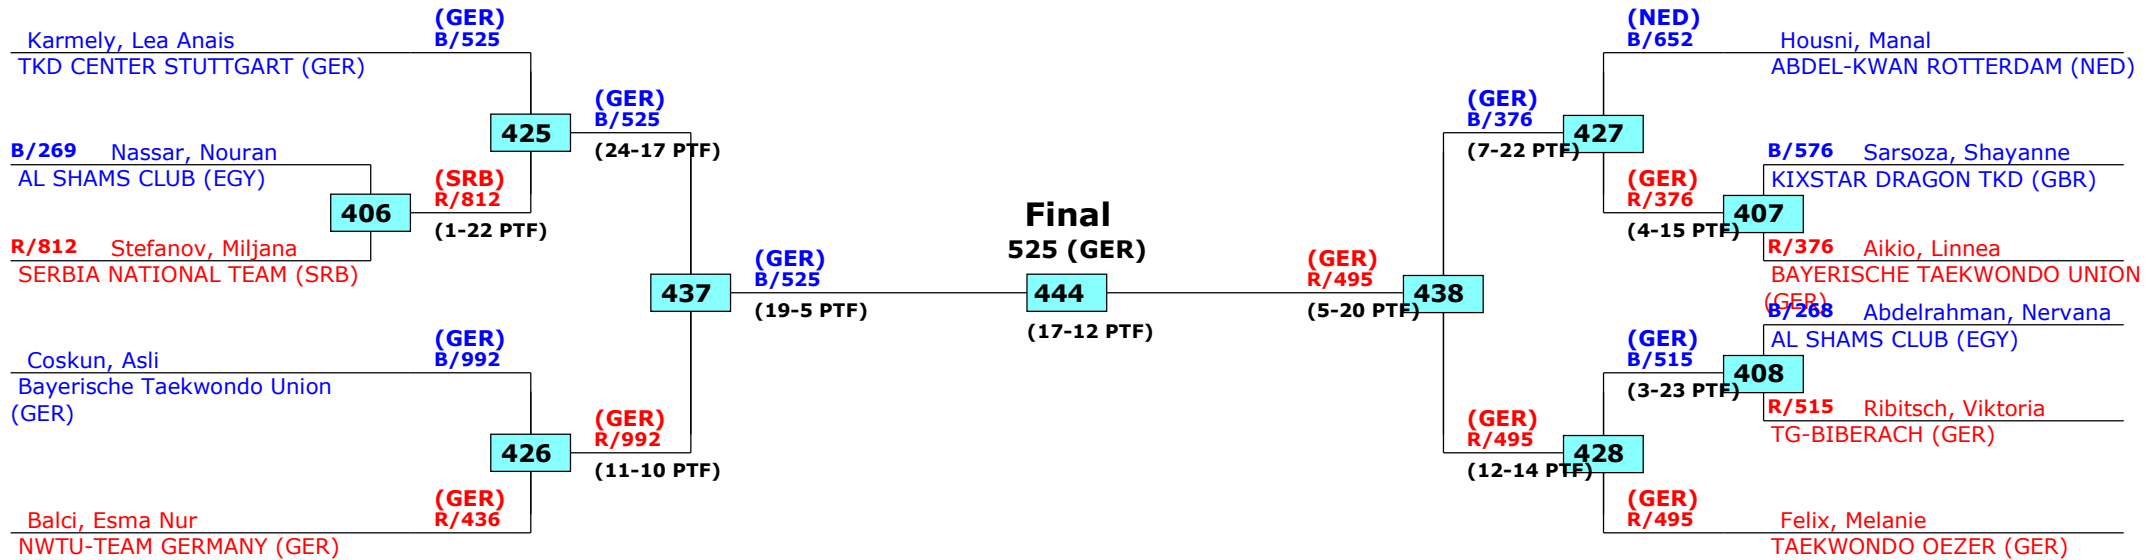 (GER)
B/525
Karmely, Lea Anais
TKD CENTER STUTTGART (GER)
(GER)
B/525
425
(24-17 PTF)
B/269 Nassar, Nouran
AL SHAMS CLUB (EGY)
(SRB)
R/812
406
(1-22 PTF)
R/812 Stefanov, Miljana
SERBIA NATIONAL TEAM (SRB)
(GER)
B/525
437
(19-5 PTF)
(GER)
B/992
Coskun, Asli
Bayerische Taekwondo Union
(GER)
(GER)
R/992
426
(11-10 PTF)
(GER)
R/436
Balci, Esma Nur
NWTU-TEAM GERMANY (GER)
Final
525 (GER)
444
(17-12 PTF)
(NED)
B/652
Housni, Manal
ABDEL-KWAN ROTTERDAM (NED)
(GER)
B/376
427
(7-22 PTF)
B/576 Sarsoza, Shayanne
KIXSTAR DRAGON TKD (GBR)
(GER)
R/376
407
(4-15 PTF)
R/376 Aikio, Linnea
BAYERISCHE TAEKWONDO UNION
(GER)
(GER)
R/495
438
(5-20 PTF)
B/268 Abdelrahman, Nervana
AL SHAMS CLUB (EGY)
(GER)
B/515
408
(3-23 PTF)
R/515 Ribitsch, Viktoria
TG-BIBERACH (GER)
(GER)
R/495
428
(12-14 PTF)
(GER)
R/495
Felix, Melanie
TAEKWONDO OEZER (GER)